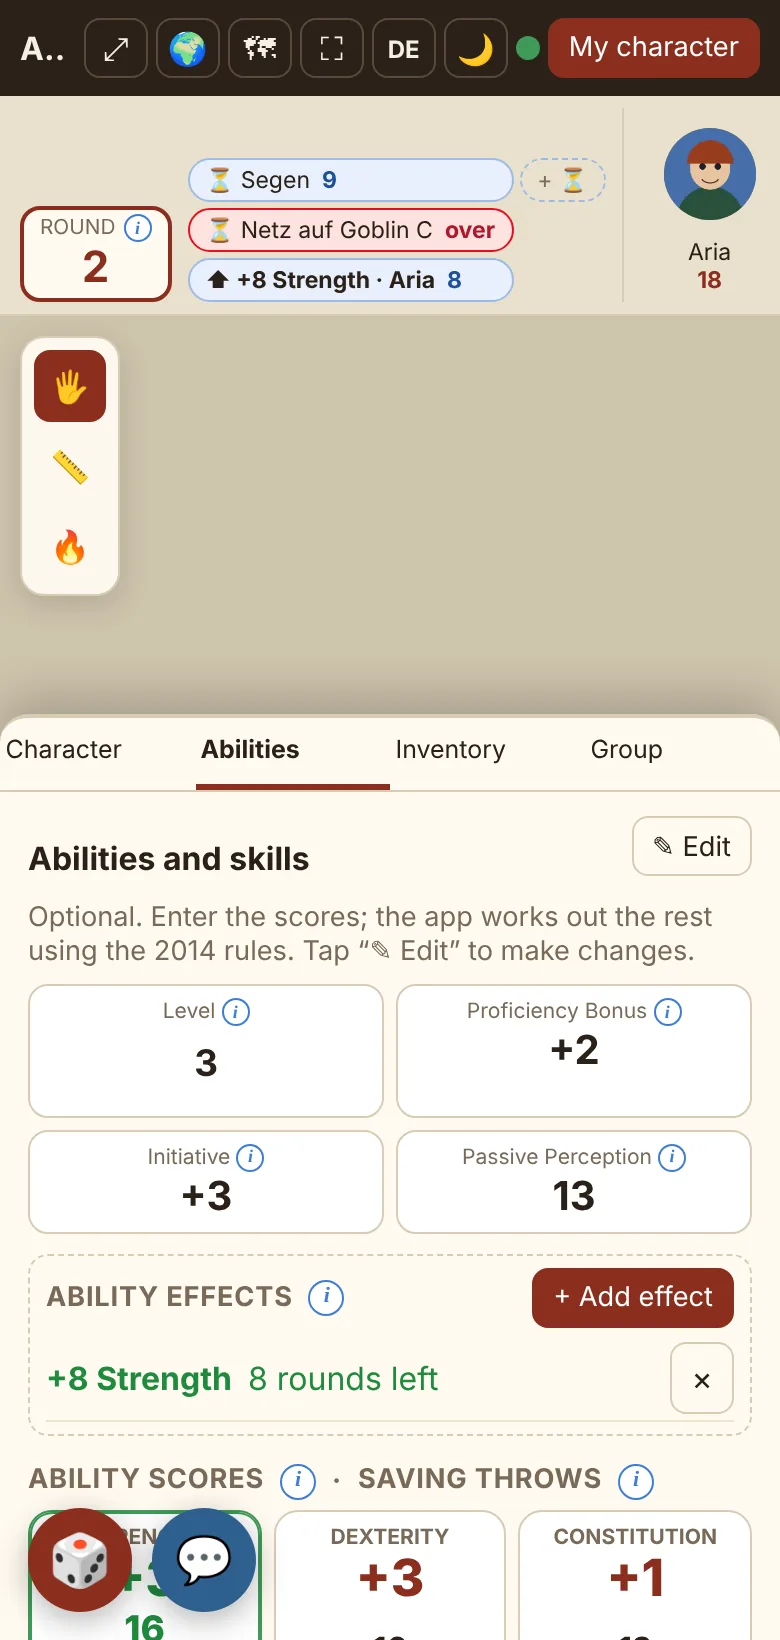 A..
DE
My character
ROUND i
2
Segen 9
+
Netz auf Goblin C over
+8 Strength · Aria 8
Aria
18
Character
Abilities
Inventory
Group
Abilities and skills
✎ Edit
Optional. Enter the scores; the app works out the rest
using the 2014 rules. Tap “✎ Edit” to make changes.
Level i
3
Proficiency Bonus i
+2
Initiative i
+3
Passive Perception i
13
ABILITY EFFECTS i
+ Add effect
+8 Strength 8 rounds left
×
ABILITY SCORES i · SAVING THROWS i
16
DEXTERITY
+3
CONSTITUTION
+1